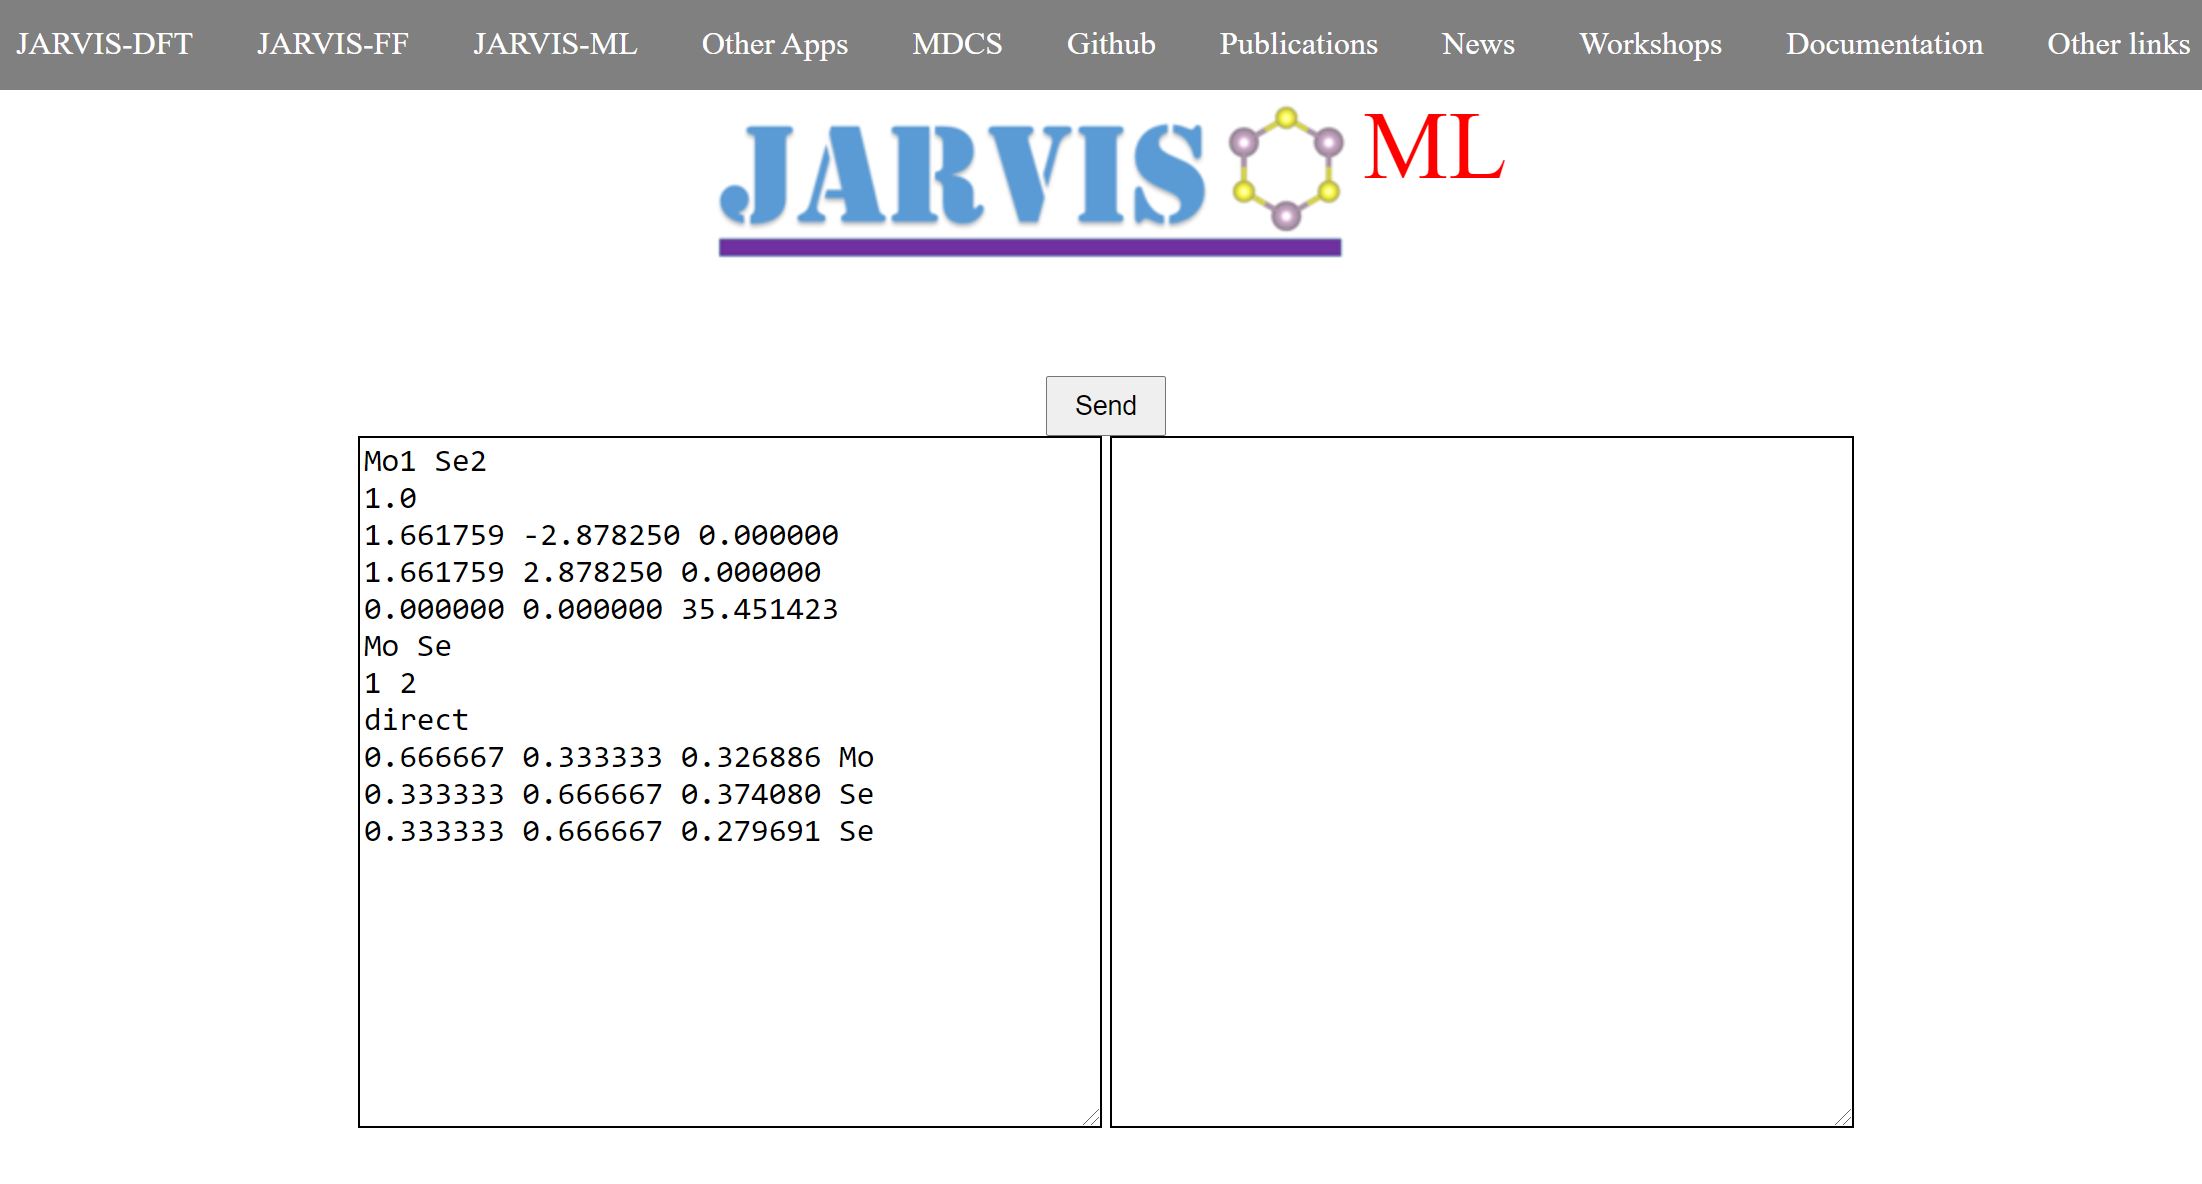 JARVIS-DFT JARVIS-FF JARVIS-ML Other Apps MDCS Github Publications News Workshops Documentation Other links
JARVIS ML
Send
Mo1 Se2
1.0
1.661759 -2.878250 0.000000
1.661759 2.878250 0.000000
0.000000 0.000000 35.451423
Mo Se
1 2
direct
0.666667 0.333333 0.326886 Mo
0.333333 0.666667 0.374080 Se
0.333333 0.666667 0.279691 Se